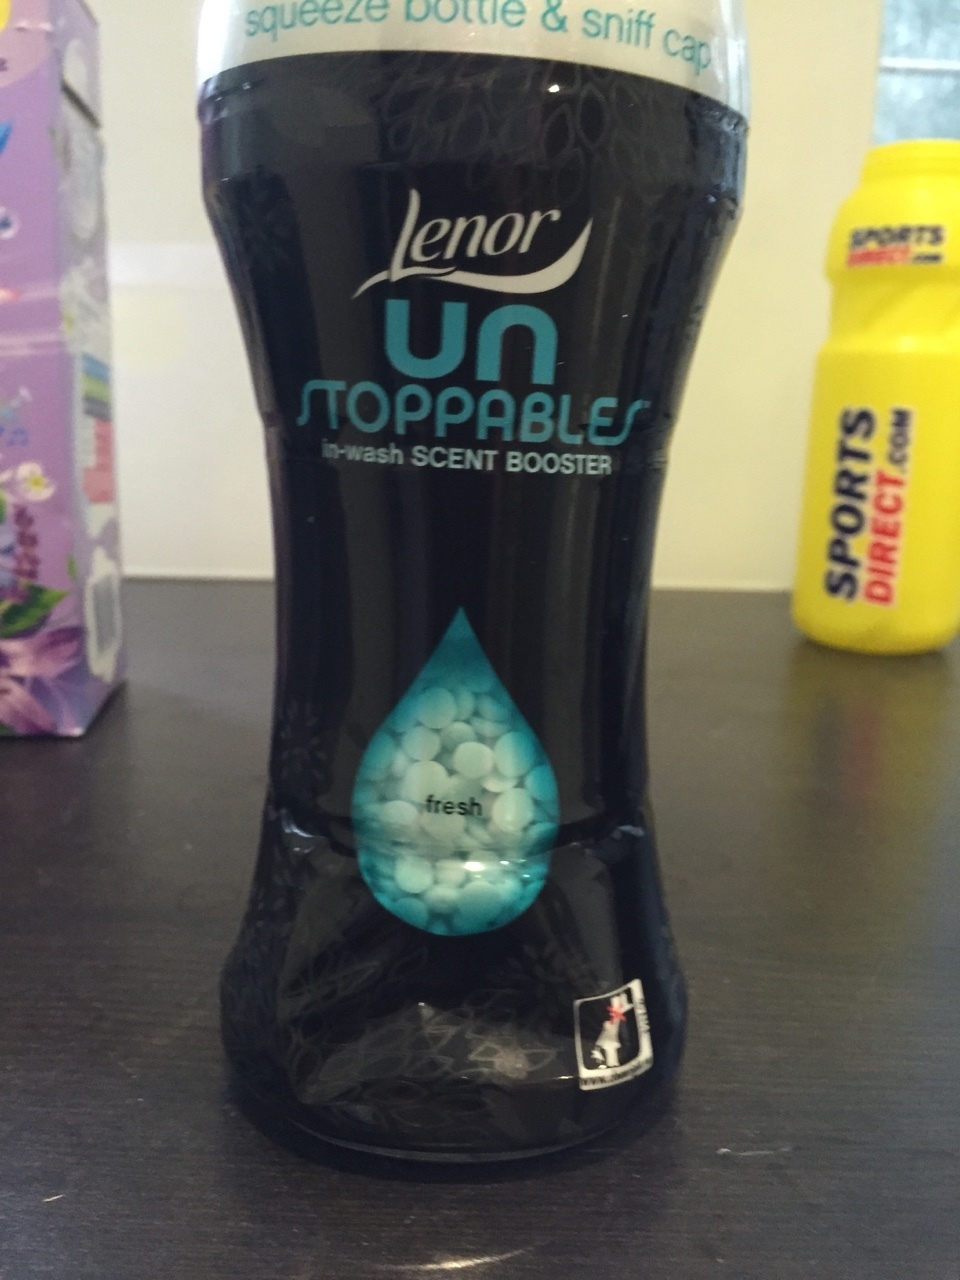 squeeze bottle & sniff cap
Lenor
UN
STOPPABLES
in-wash SCENT BOOSTER
fresh
SPORTS
DIRECT.com
SPORTS
DIRECT.COM